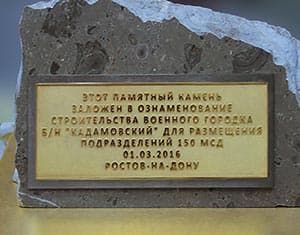 ЭТОТ ПАМЯТНЫЙ КАМЕНЬ
ЗАЛОЖЕН В ОЗНАМЕНОВАНИЕ
СТРОИТЕЛЬСТВА ВОЕННОГО ГОРОДКА
Б/Н "КАДАМОВСКИЙ" ДЛЯ РАЗМЕЩЕНИЯ
ПОДРАЗДЕЛЕНИЙ 150 МСД
01.03.2016
РОСТОВ-НА-ДОНУ